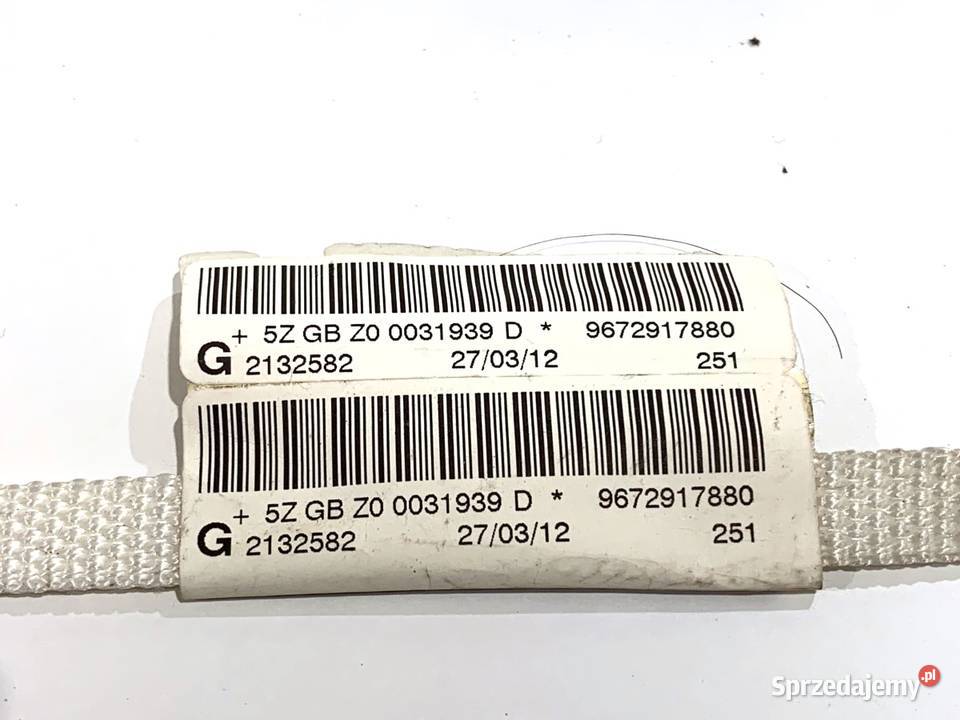 + 5Z GB Z0 0031939 D * 9672917880
G 2132582 27/03/12 251
+ 5Z GB Z0 0031939 D * 9672917880
G 2132582 27/03/12 251
Sprzedajemy.pl